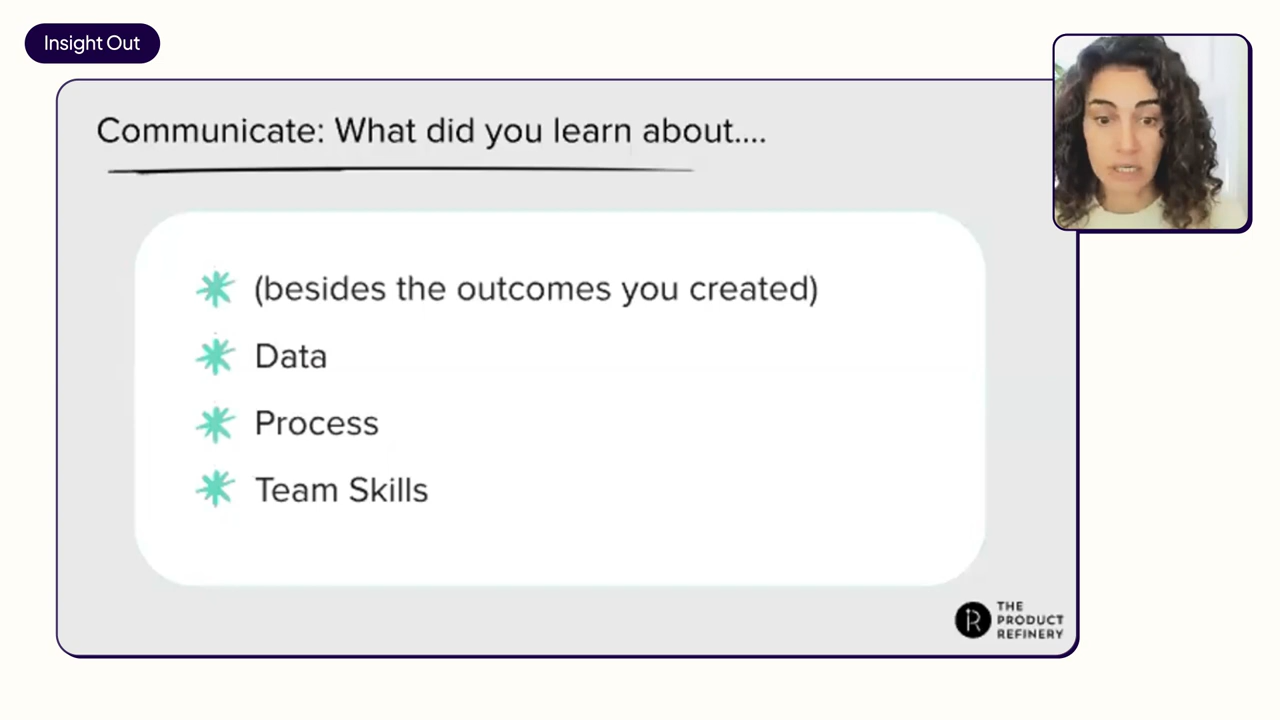 Insight Out
Communicate: What did you learn about....
(besides the outcomes you created)
Data
Process
Team Skills
THE
PRODUCT
REFINERY